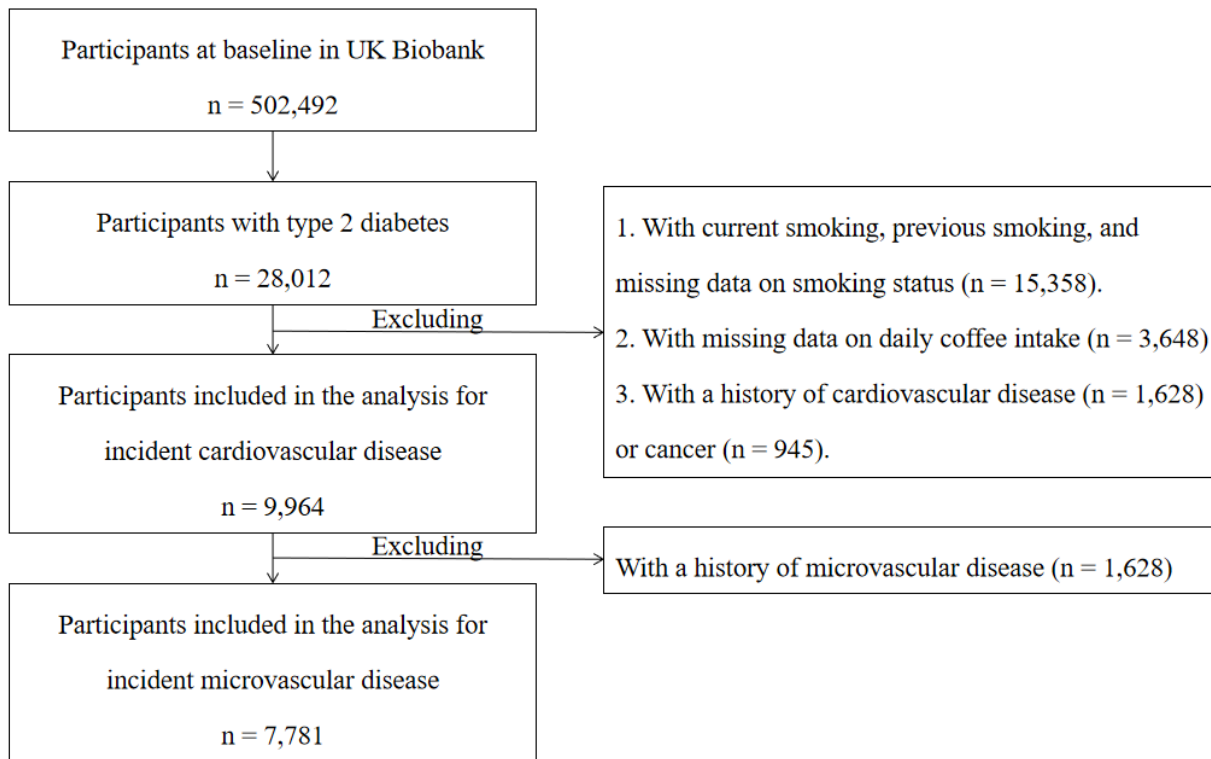 Participants at baseline in UK Biobank
n = 502,492
Participants with type 2 diabetes
n = 28,012
Excluding
1. With current smoking, previous smoking, and
missing data on smoking status (n = 15,358).
2. With missing data on daily coffee intake (n = 3,648)
3. With a history of cardiovascular disease (n = 1,628)
or cancer (n = 945).
Participants included in the analysis for
incident cardiovascular disease
n = 9,964
Excluding
With a history of microvascular disease (n = 1,628)
Participants included in the analysis for
incident microvascular disease
n = 7,781